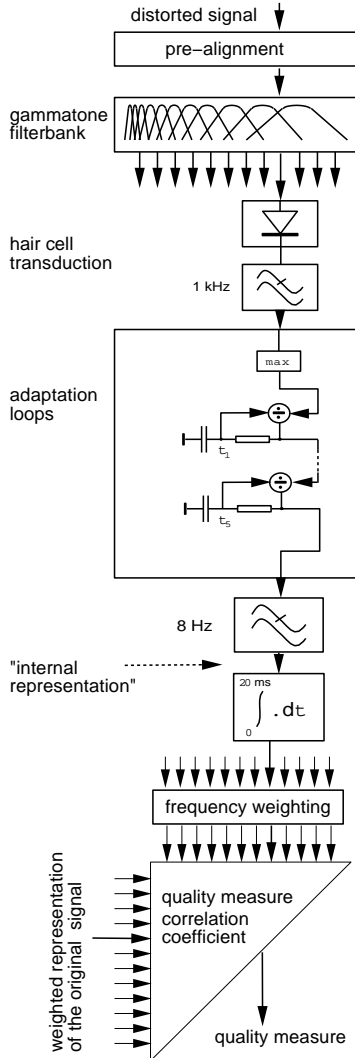 distorted signal
pre−alignment
gammatone
filterbank
hair cell
transduction
1 kHz
max
adaptation
loops
÷
t1
÷
t5
8 Hz
"internal
representation"
20 ms
∫ .dt
0
frequency weighting
quality measure
correlation
coefficient
weighted representation
of the original signal
quality measure